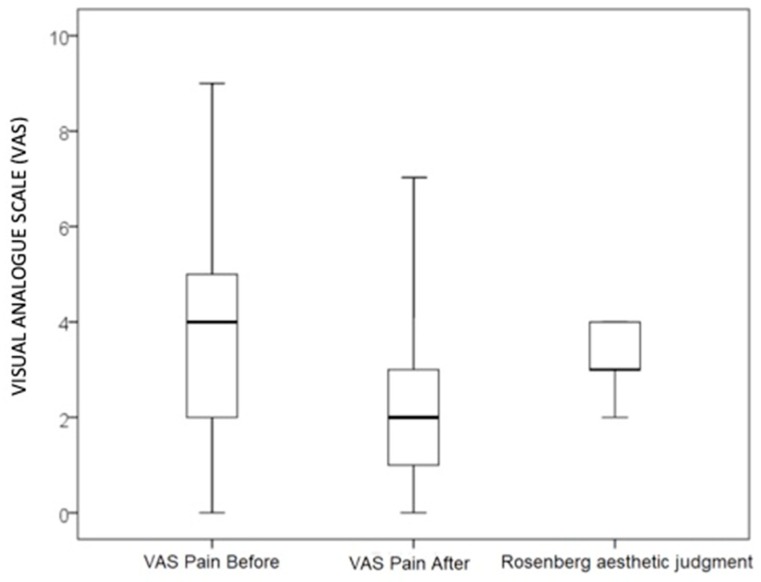 VISUAL ANALOGUE SCALE (VAS)
10
8
6
4
2
0
VAS Pain Before
VAS Pain After
Rosenberg aesthetic judgment